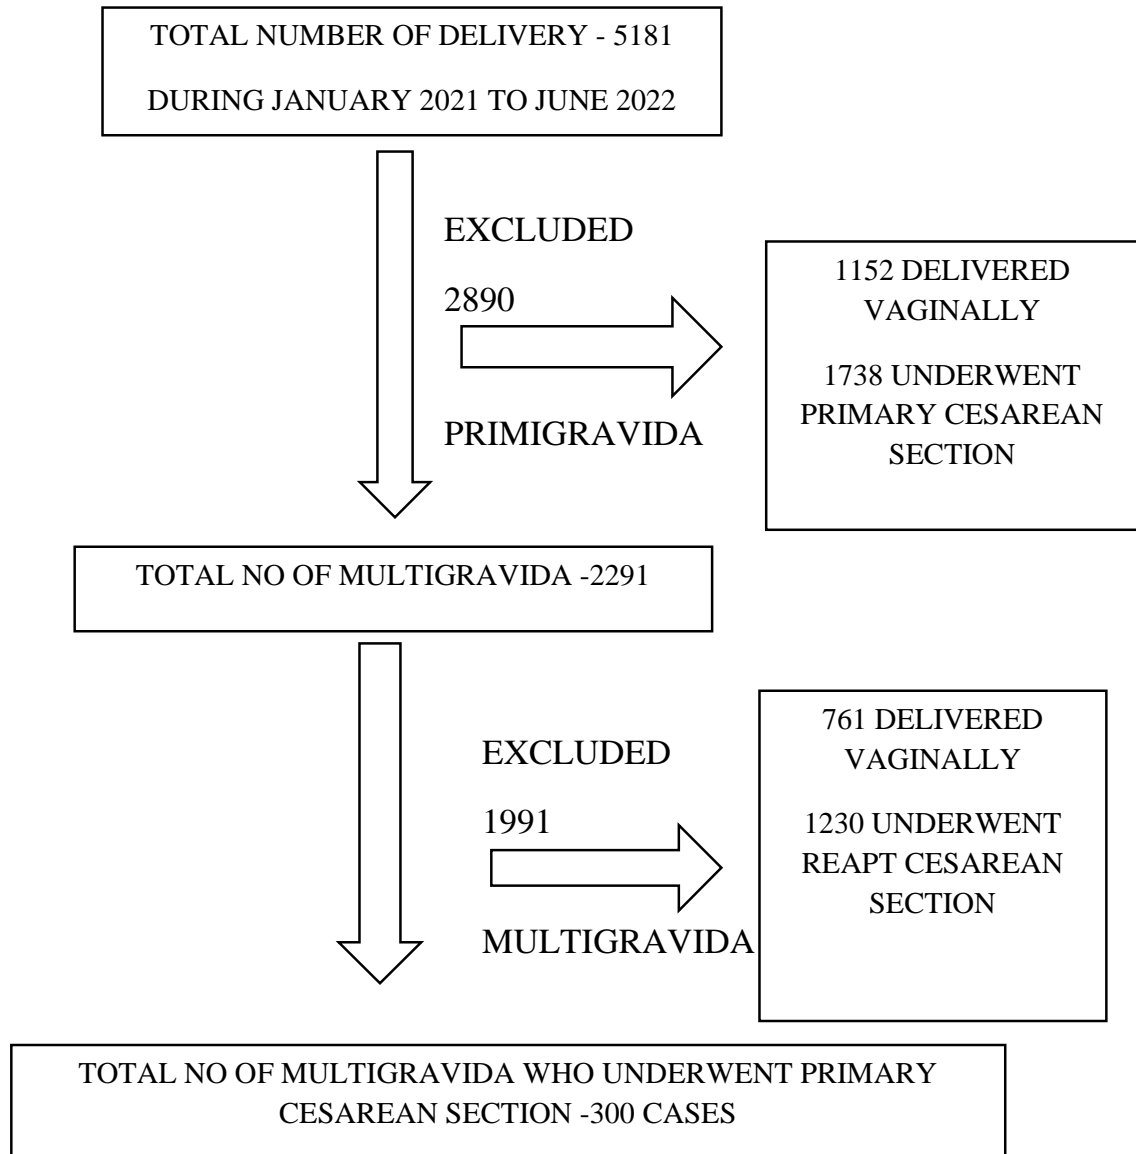 TOTAL NUMBER OF DELIVERY - 5181
DURING JANUARY 2021 TO JUNE 2022
EXCLUDED
2890
PRIMIGRAVIDA
1152 DELIVERED
VAGINALLY
1738 UNDERWENT
PRIMARY CESAREAN
SECTION
TOTAL NO OF MULTIGRAVIDA -2291
EXCLUDED
1991
MULTIGRAVIDA
761 DELIVERED
VAGINALLY
1230 UNDERWENT
REAPT CESAREAN
SECTION
TOTAL NO OF MULTIGRAVIDA WHO UNDERWENT PRIMARY
CESAREAN SECTION -300 CASES